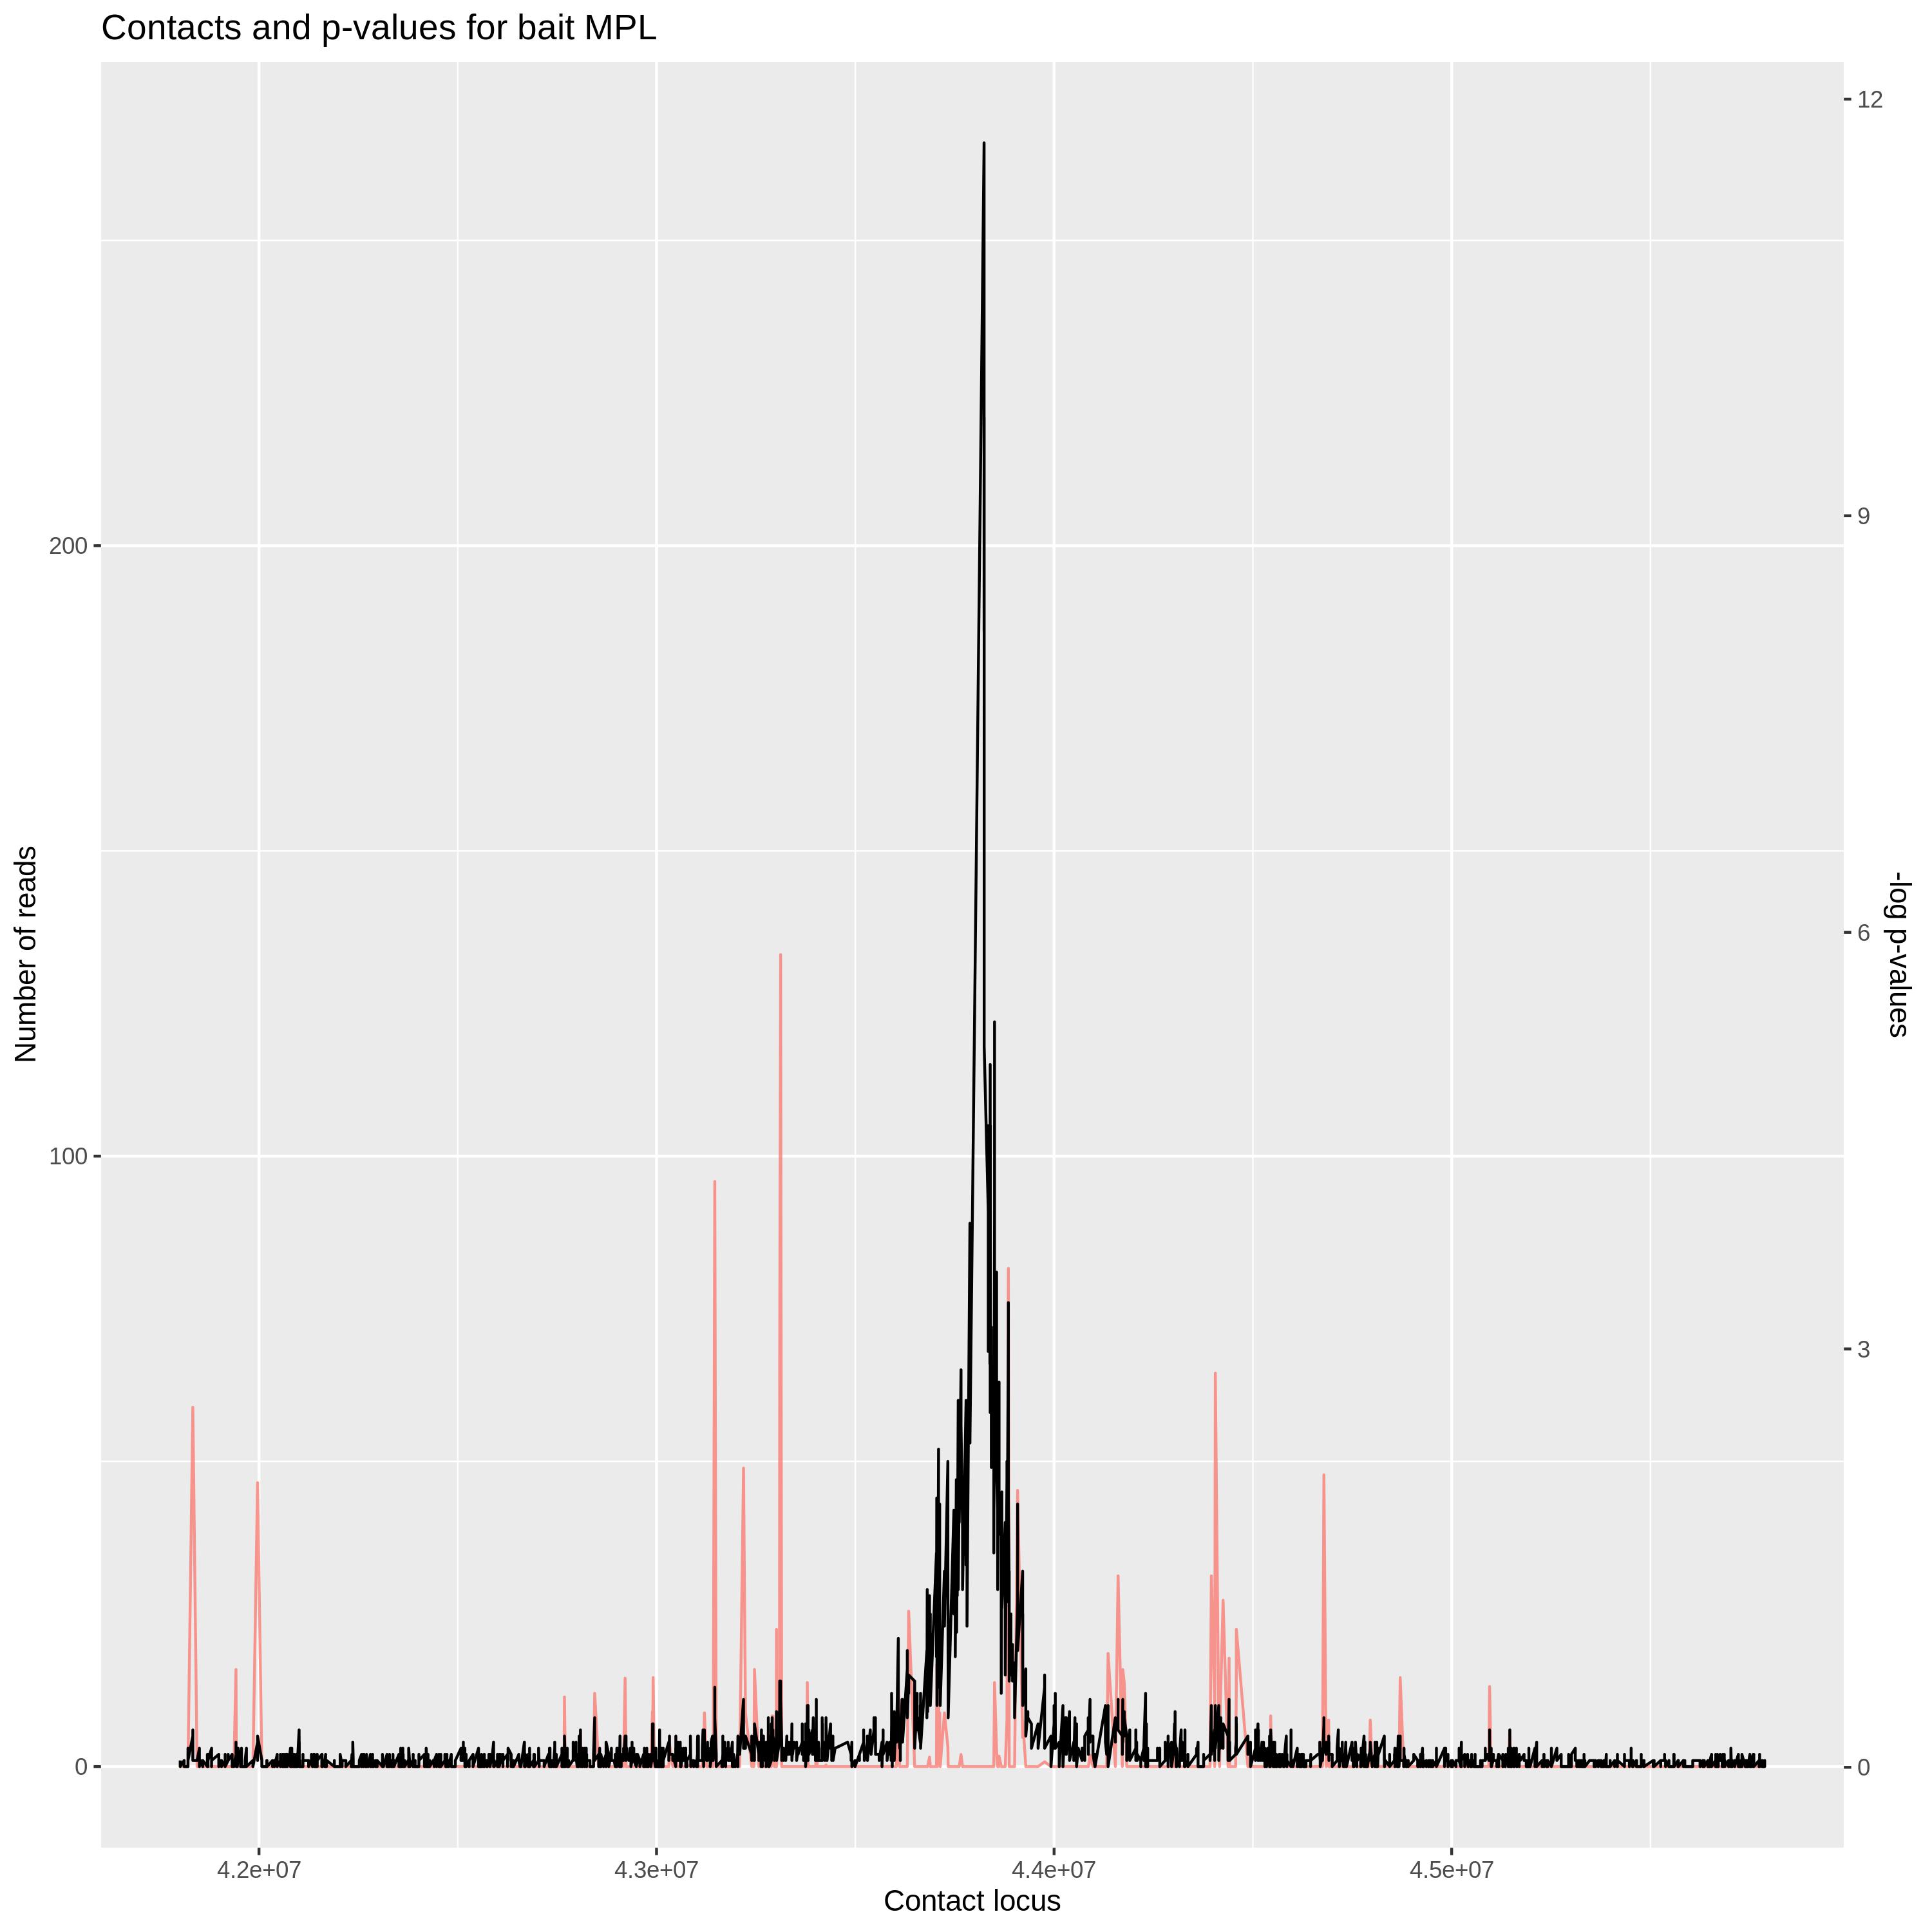 Contacts and p-values for bait MPL
12
9
200
6
Number of reads
-log p-values
100
3
0
0
4.2e+07
4.3e+07
4.4e+07
4.5e+07
Contact locus